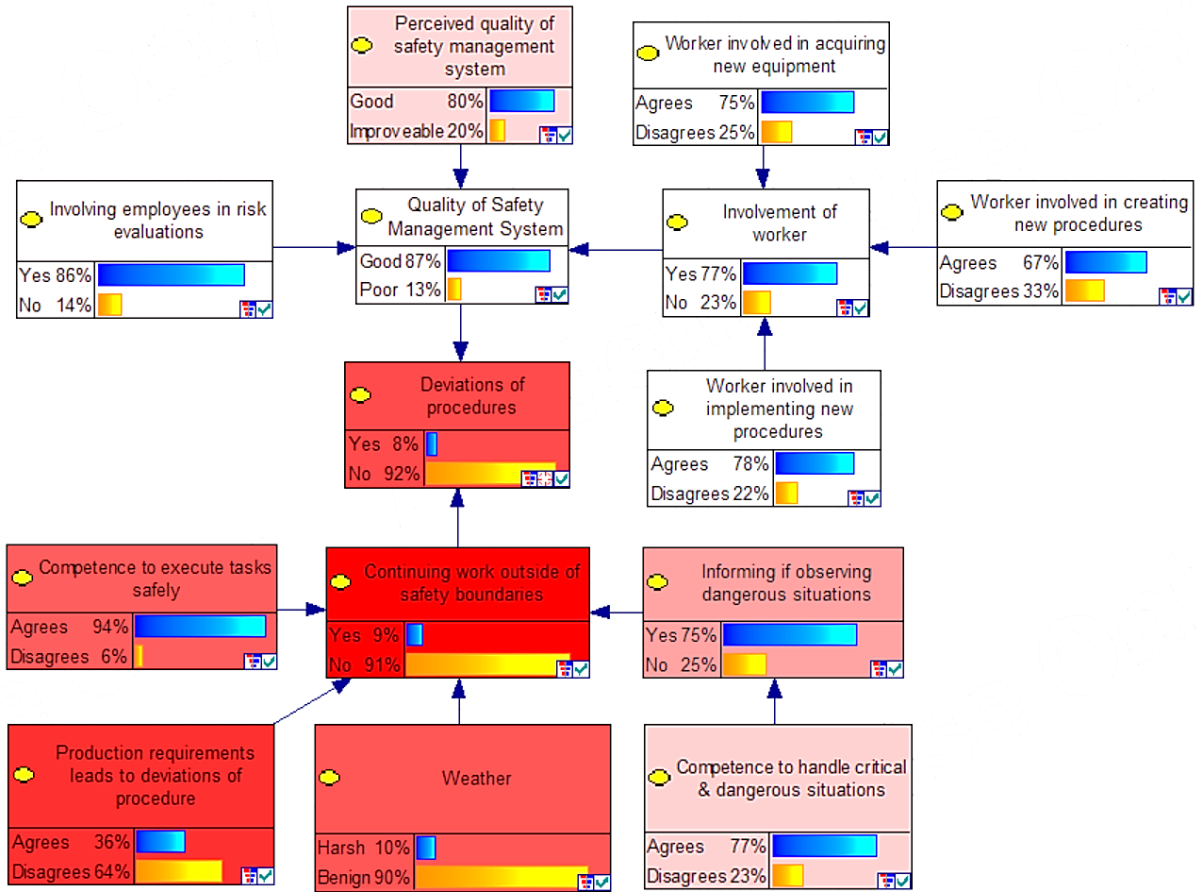 Perceived quality of
safety management
system
Good 80%
Improveable 20%
Worker involved in acquiring
new equipment
Agrees 75%
Disagrees 25%
Involving employees in risk
evaluations
Yes 86%
No 14%
Quality of Safety
Management System
Good 87%
Poor 13%
Involvement of
worker
Yes 77%
No 23%
Worker involved in creating
new procedures
Agrees 67%
Disagrees 33%
Deviations of
procedures
Yes 8%
No 92%
Worker involved in
implementing new
procedures
Agrees 78%
Disagrees 22%
Competence to execute tasks
safely
Agrees 94%
Disagrees 6%
Continuing work outside of
safety boundaries
Yes 9%
No 91%
Informing if observing
dangerous situations
Yes 75%
No 25%
Production requirements
leads to deviations of
procedure
Agrees 36%
Disagrees 64%
Weather
Harsh 10%
Benign 90%
Competence to handle critical
& dangerous situations
Agrees 77%
Disagrees 23%